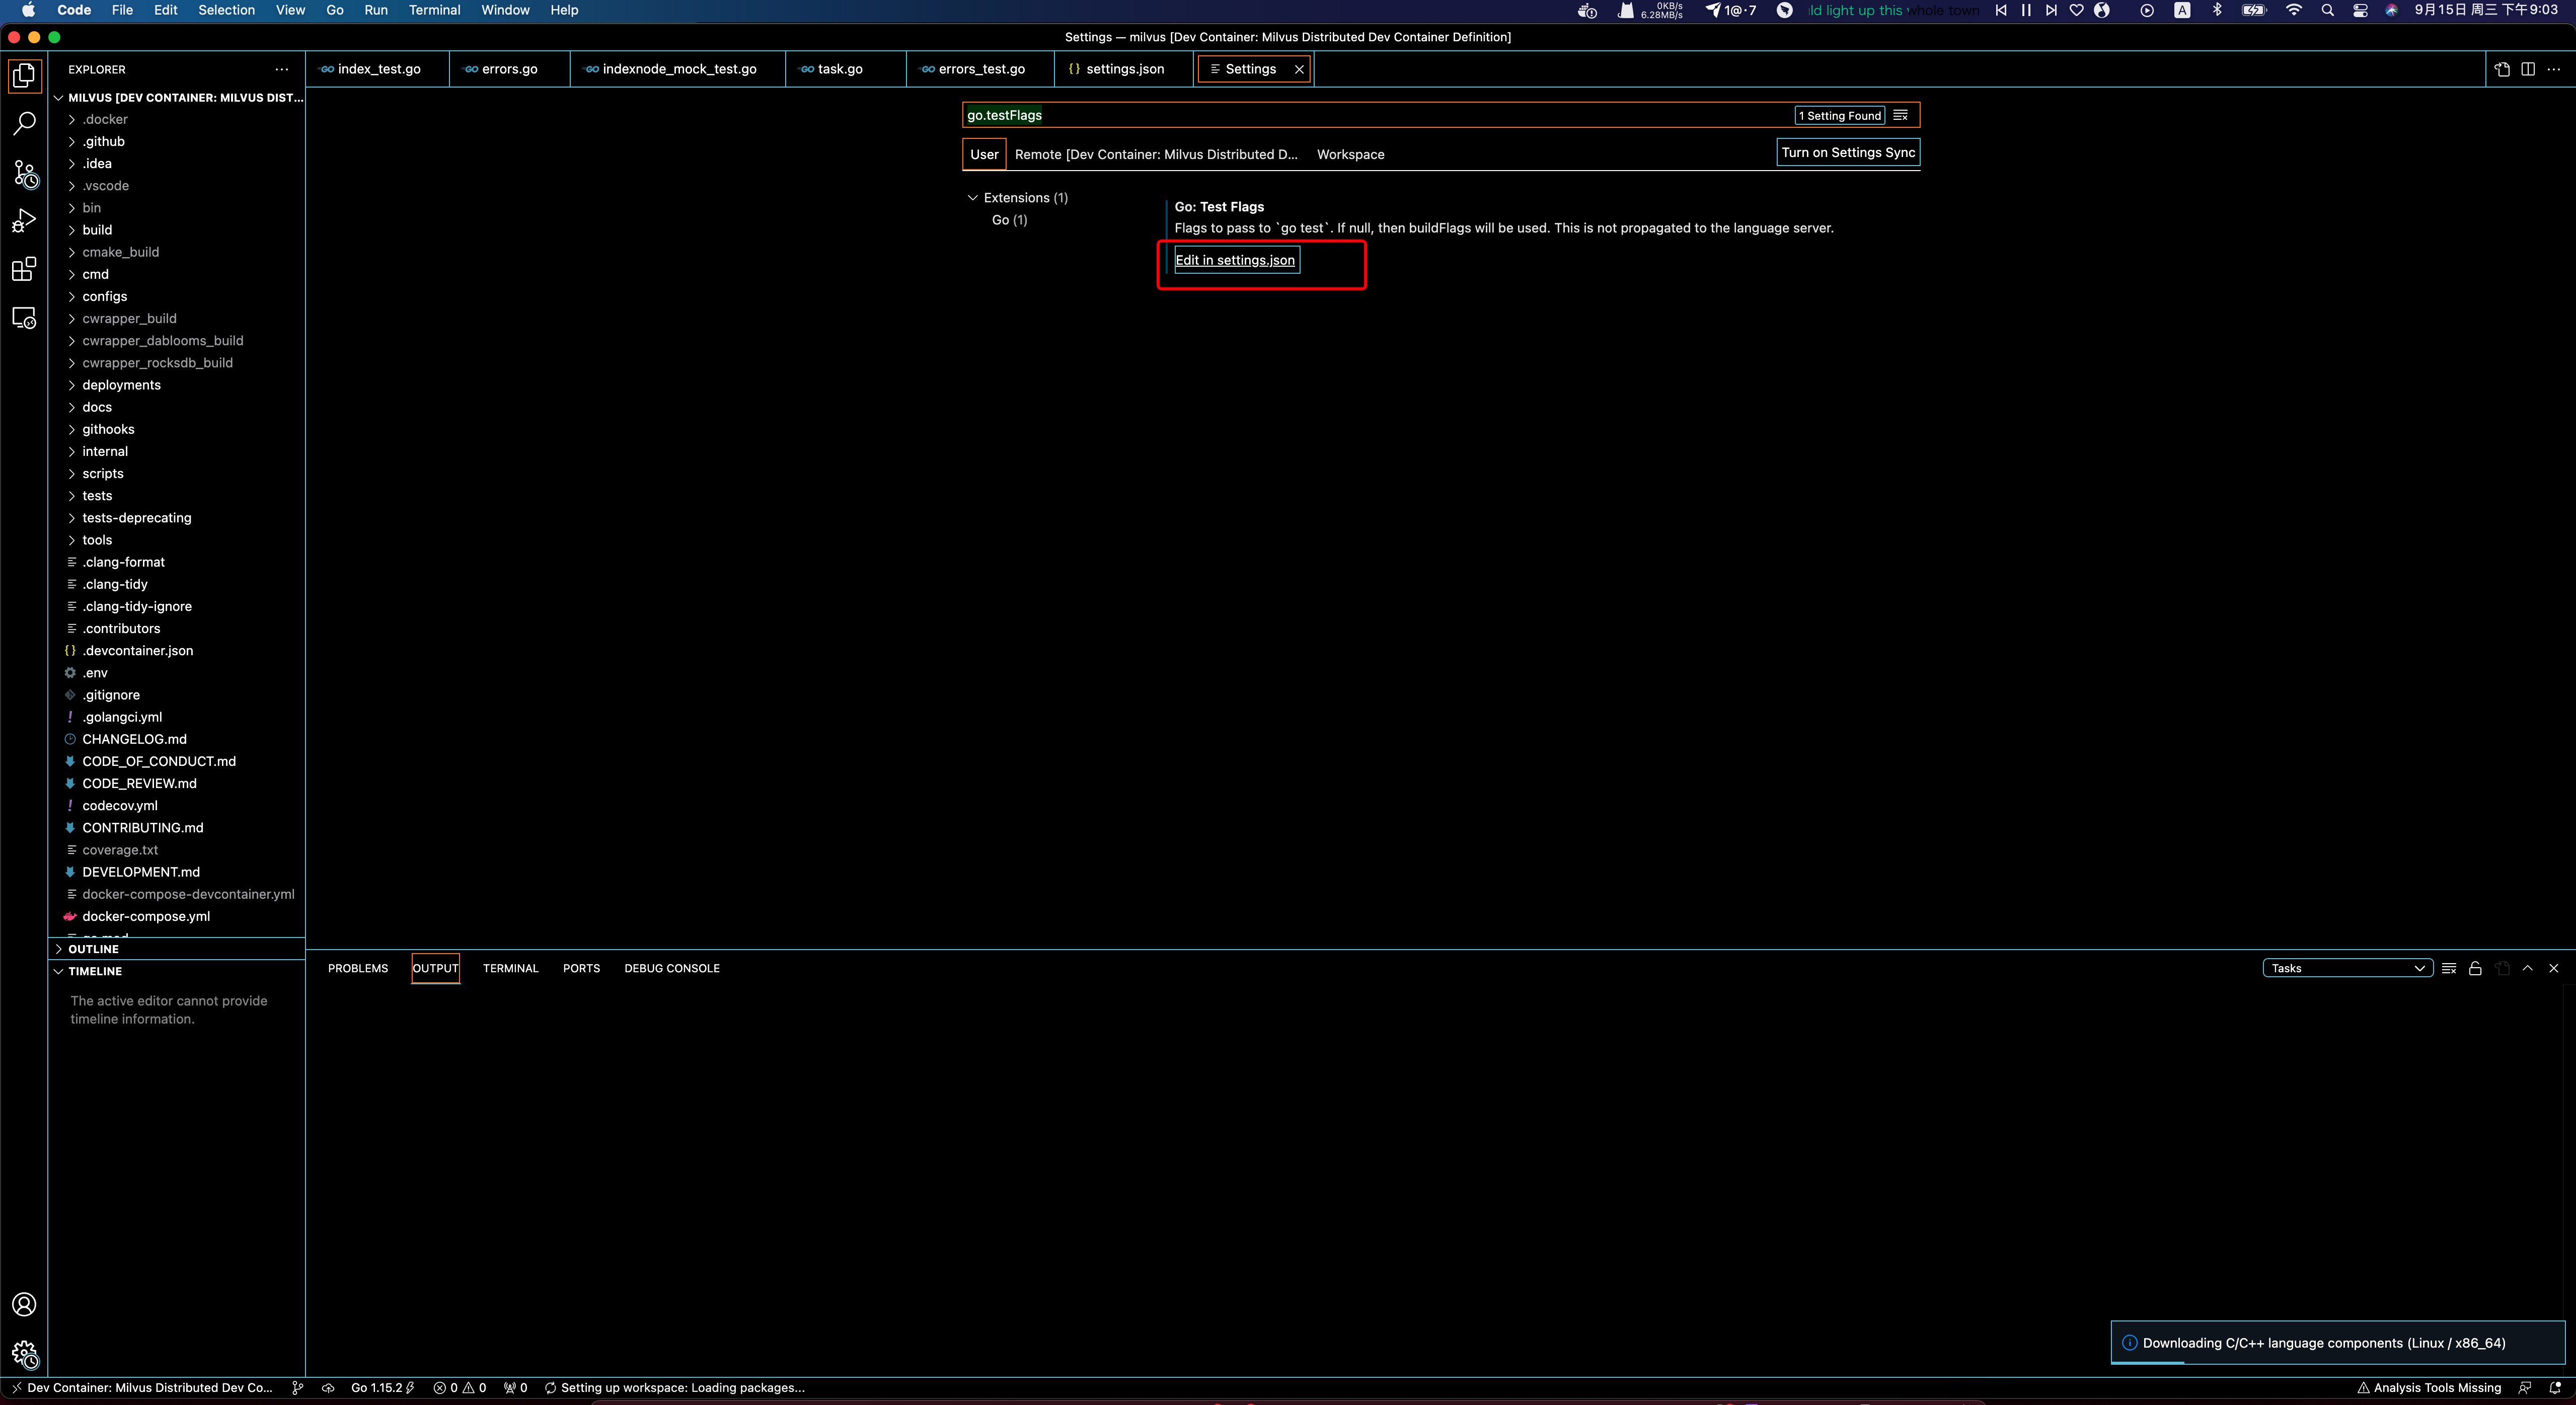 Code File Edit Selection View Go Run Terminal Window Help
0KB/s
6.28MB/s
1@·7
ld light up this whole town
A
9月15日 周三 下午9:03
Settings — milvus [Dev Container: Milvus Distributed Dev Container Definition]
EXPLORER
index_test.go
errors.go
indexnode_mock_test.go
task.go
errors_test.go
settings.json
Settings
MILVUS [DEV CONTAINER: MILVUS DIST...
.docker
.github
.idea
.vscode
bin
build
cmake_build
cmd
configs
cwrapper_build
cwrapper_dablooms_build
cwrapper_rocksdb_build
deployments
docs
githooks
internal
scripts
tests
tests-deprecating
tools
.clang-format
.clang-tidy
.clang-tidy-ignore
.contributors
.devcontainer.json
.env
.gitignore
.golangci.yml
CHANGELOG.md
CODE_OF_CONDUCT.md
CODE_REVIEW.md
codecov.yml
CONTRIBUTING.md
coverage.txt
DEVELOPMENT.md
docker-compose-devcontainer.yml
docker-compose.yml
OUTLINE
TIMELINE
The active editor cannot provide
timeline information.
go.testFlags
1 Setting Found
User
Remote [Dev Container: Milvus Distributed D...
Workspace
Turn on Settings Sync
Extensions (1)
Go (1)
Go: Test Flags
Flags to pass to `go test`. If null, then buildFlags will be used. This is not propagated to the language server.
Edit in settings.json
PROBLEMS OUTPUT TERMINAL PORTS DEBUG CONSOLE
Tasks
Downloading C/C++ language components (Linux / x86_64)
Dev Container: Milvus Distributed Dev Co...
Go 1.15.2
0 0
0
Setting up workspace: Loading packages...
Analysis Tools Missing